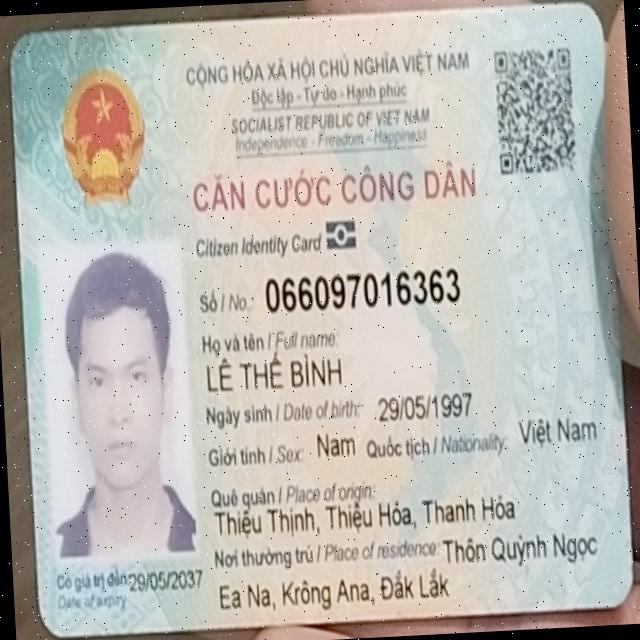 CỘNG HÒA XÃ HỘI CHỦ NGHĨA VIỆT NAM
Độc lập - Tự do - Hạnh phúc
SOCIALIST REPUBLIC OF VIET NAM
Independence - Freedom - Happiness
CĂN CƯỚC CÔNG DÂN
Citizen Identity Card
Số / No.: 066097016363
Họ và tên / Full name:
LÊ THẾ BÌNH
Ngày sinh / Date of birth: 29/05/1997
Giới tính / Sex: Nam Quốc tịch / Nationality: Việt Nam
Quê quán / Place of origin:
Thiệu Thịnh, Thiệu Hóa, Thanh Hóa
Nơi thường trú / Place of residence: Thôn Quỳnh Ngọc
Ea Na, Krông Ana, Đắk Lắk
Có giá trị đến: 29/05/2037
Date of expiry